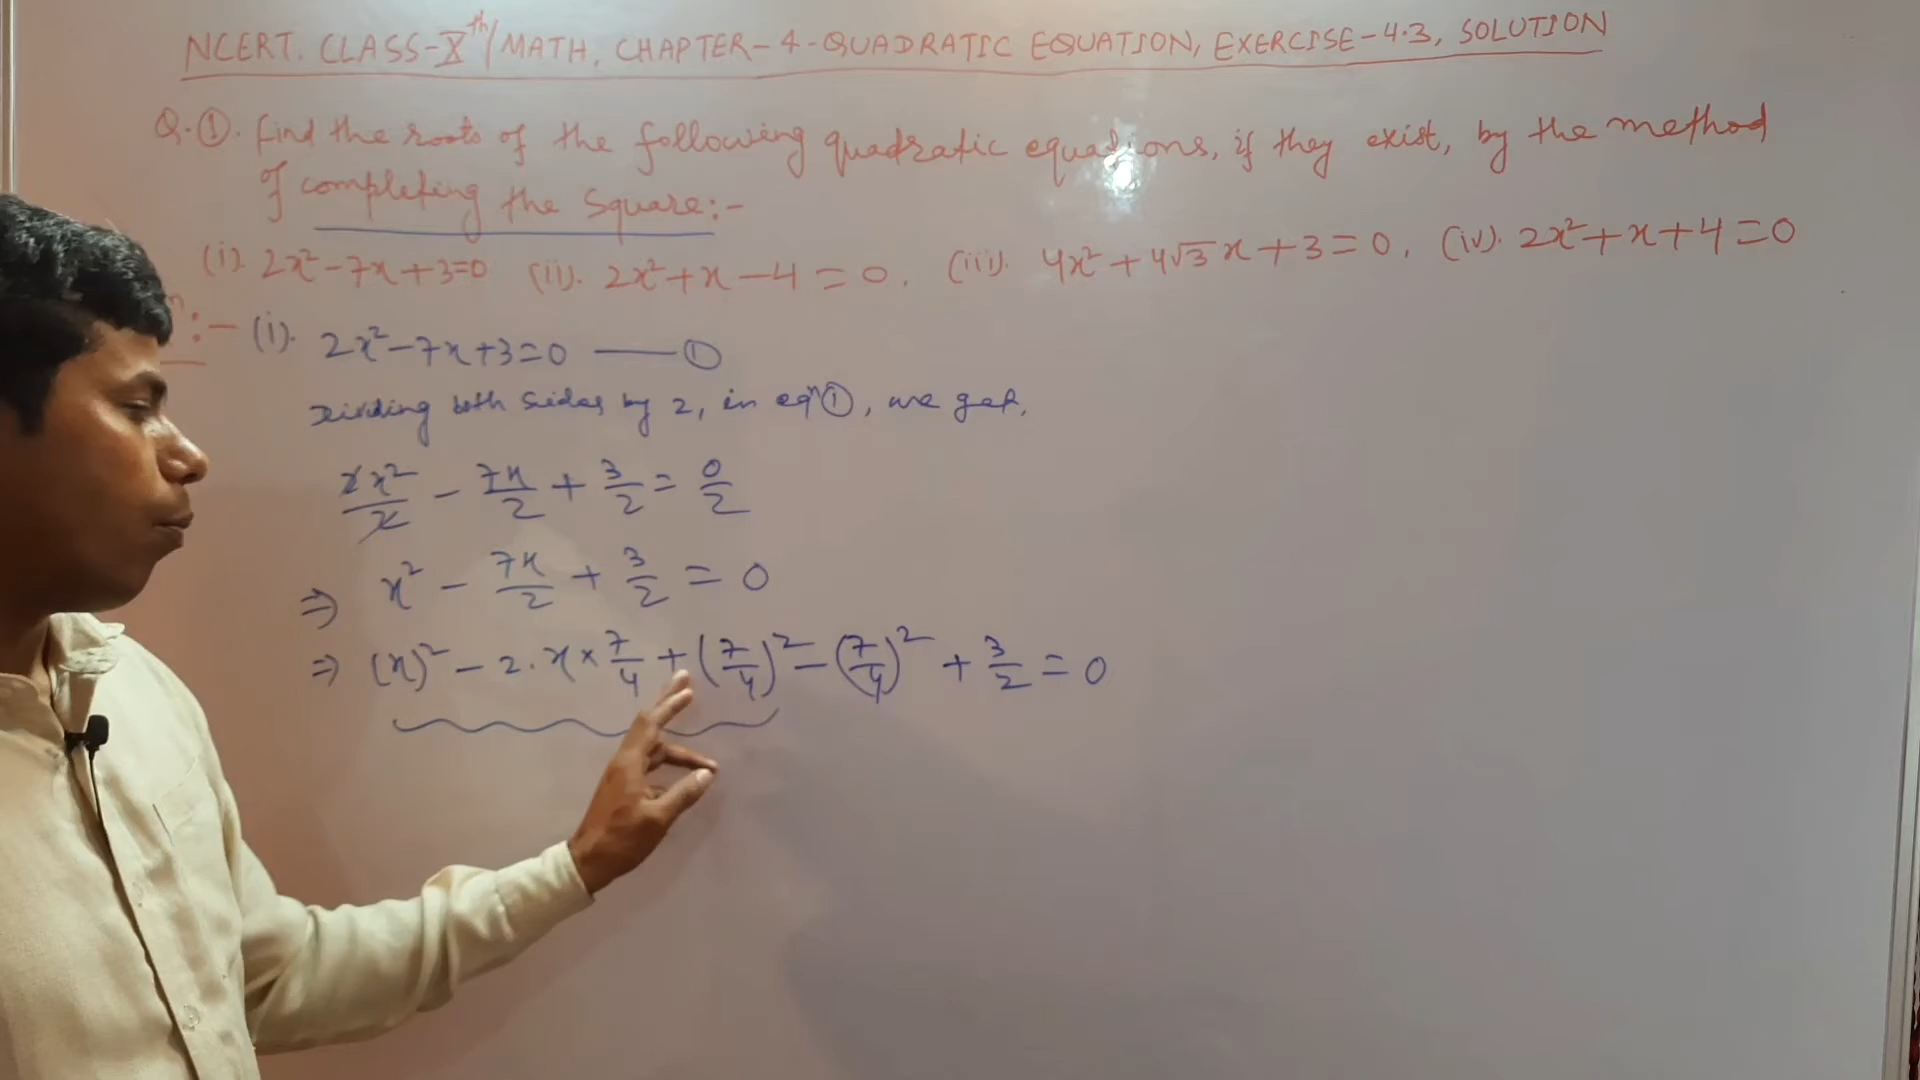 NCERT. CLASS-Xth/MATH, CHAPTER-4-QUADRATIC EQUATION, EXERCISE-4.3, SOLUTION
Q.①. Find the roots of the following quadratic equations, if they exist, by the method
of completing the square:-
(i) 2x²-7x+3=0 (ii). 2x²+x-4=0, (iii). 4x²+4√3x+3=0, (iv). 2x²+x+4=0
:- (i). 2x²-7x+3=0 —— ①
Dividing both sides by 2, in eqn①, we get,
2x²/2 - 7x/2 + 3/2 = 0/2
⇒ x² - 7x/2 + 3/2 = 0
⇒ (x)² - 2·x×7/4 + (7/4)² - (7/4)² + 3/2 = 0